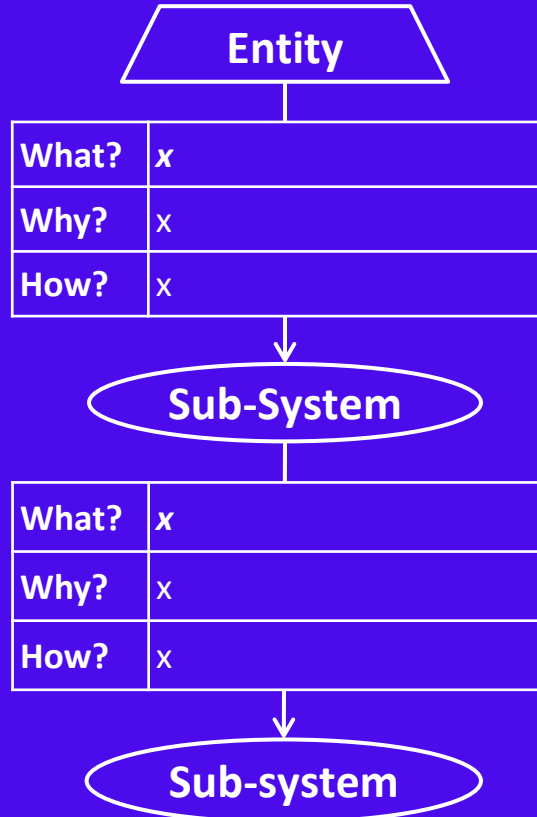 Entity
What? x
Why? x
How? x
Sub-System
What? x
Why? x
How? x
Sub-system